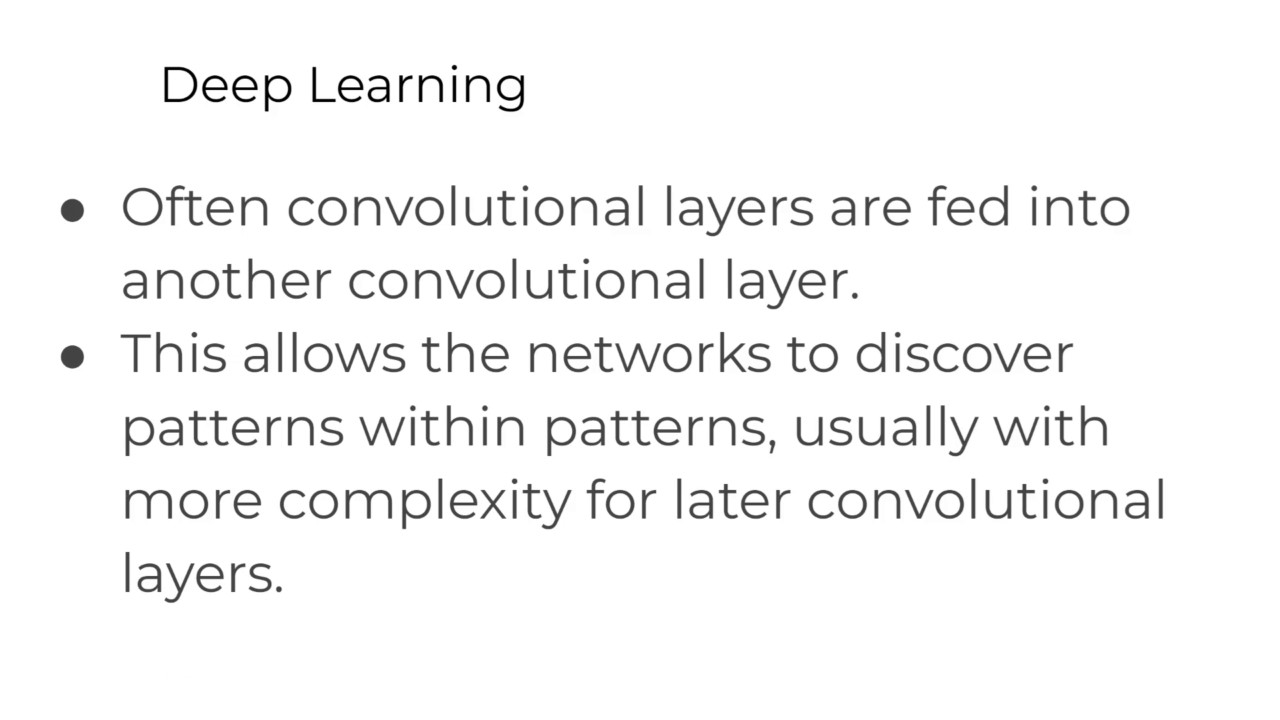 Deep Learning
● Often convolutional layers are fed into
another convolutional layer.
● This allows the networks to discover
patterns within patterns, usually with
more complexity for later convolutional
layers.